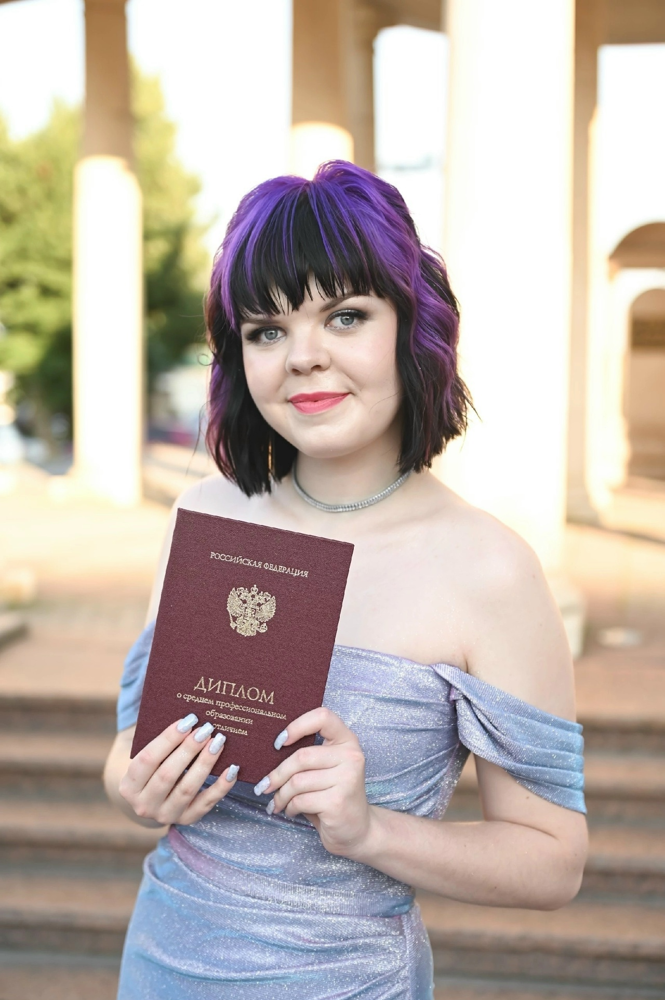 РОССИЙСКАЯ ФЕДЕРАЦИЯ
ДИПЛОМ
о среднем профессиональном
образовании
отличием